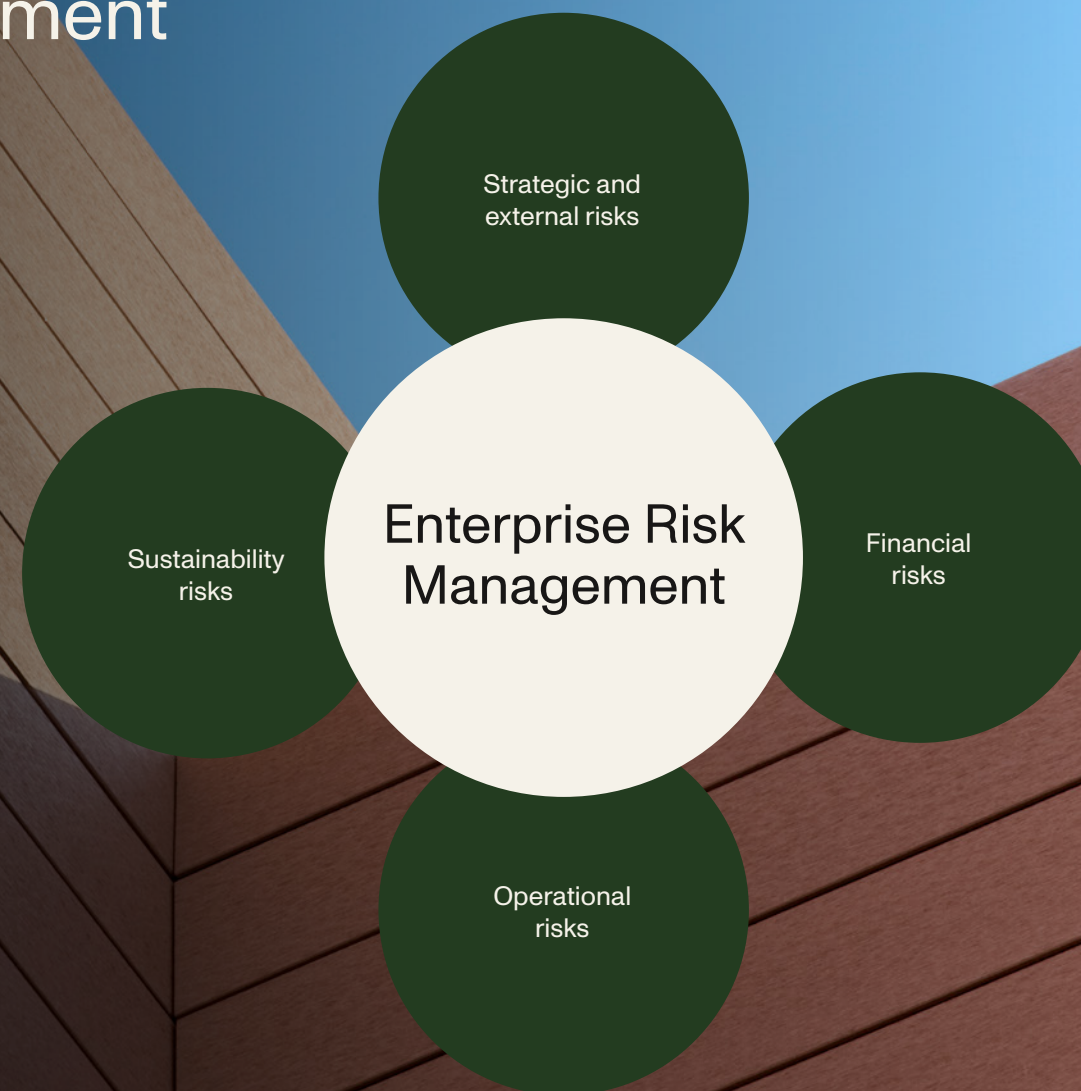 ment
Strategic and
external risks
Enterprise Risk
Management
Sustainability
risks
Financial
risks
Operational
risks